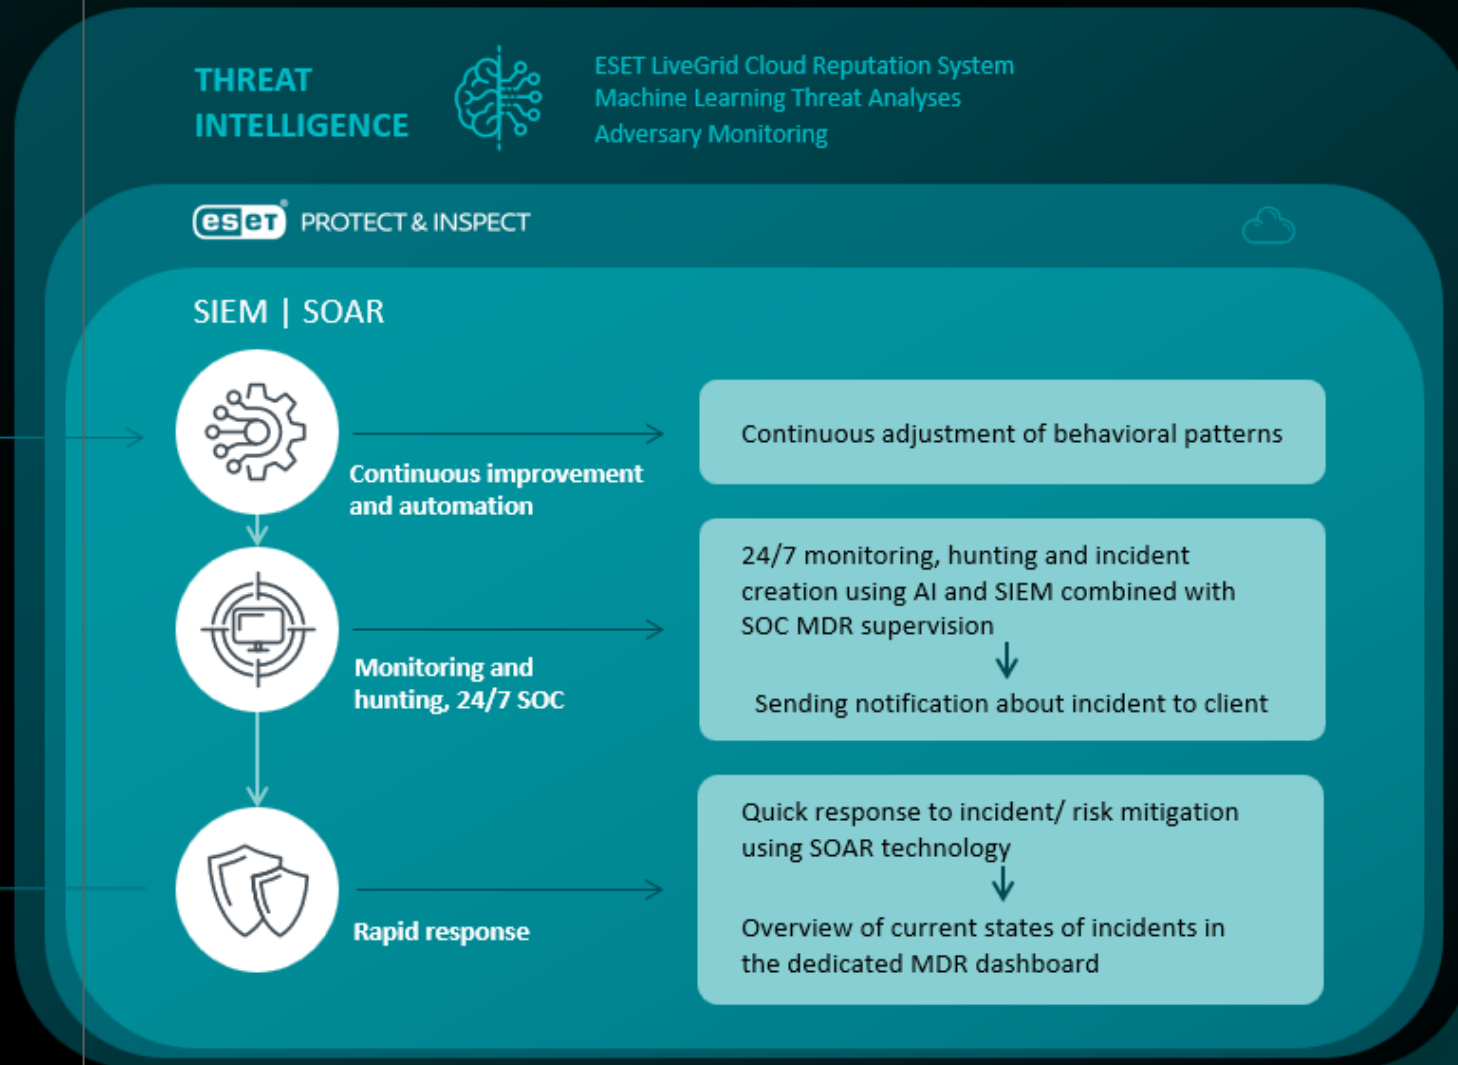 THREAT
INTELLIGENCE
ESET LiveGrid Cloud Reputation System
Machine Learning Threat Analyses
Adversary Monitoring
eset® PROTECT & INSPECT
SIEM | SOAR
Continuous improvement
and automation
Continuous adjustment of behavioral patterns
Monitoring and
hunting, 24/7 SOC
24/7 monitoring, hunting and incident
creation using AI and SIEM combined with
SOC MDR supervision
Sending notification about incident to client
Rapid response
Quick response to incident/ risk mitigation
using SOAR technology
Overview of current states of incidents in
the dedicated MDR dashboard